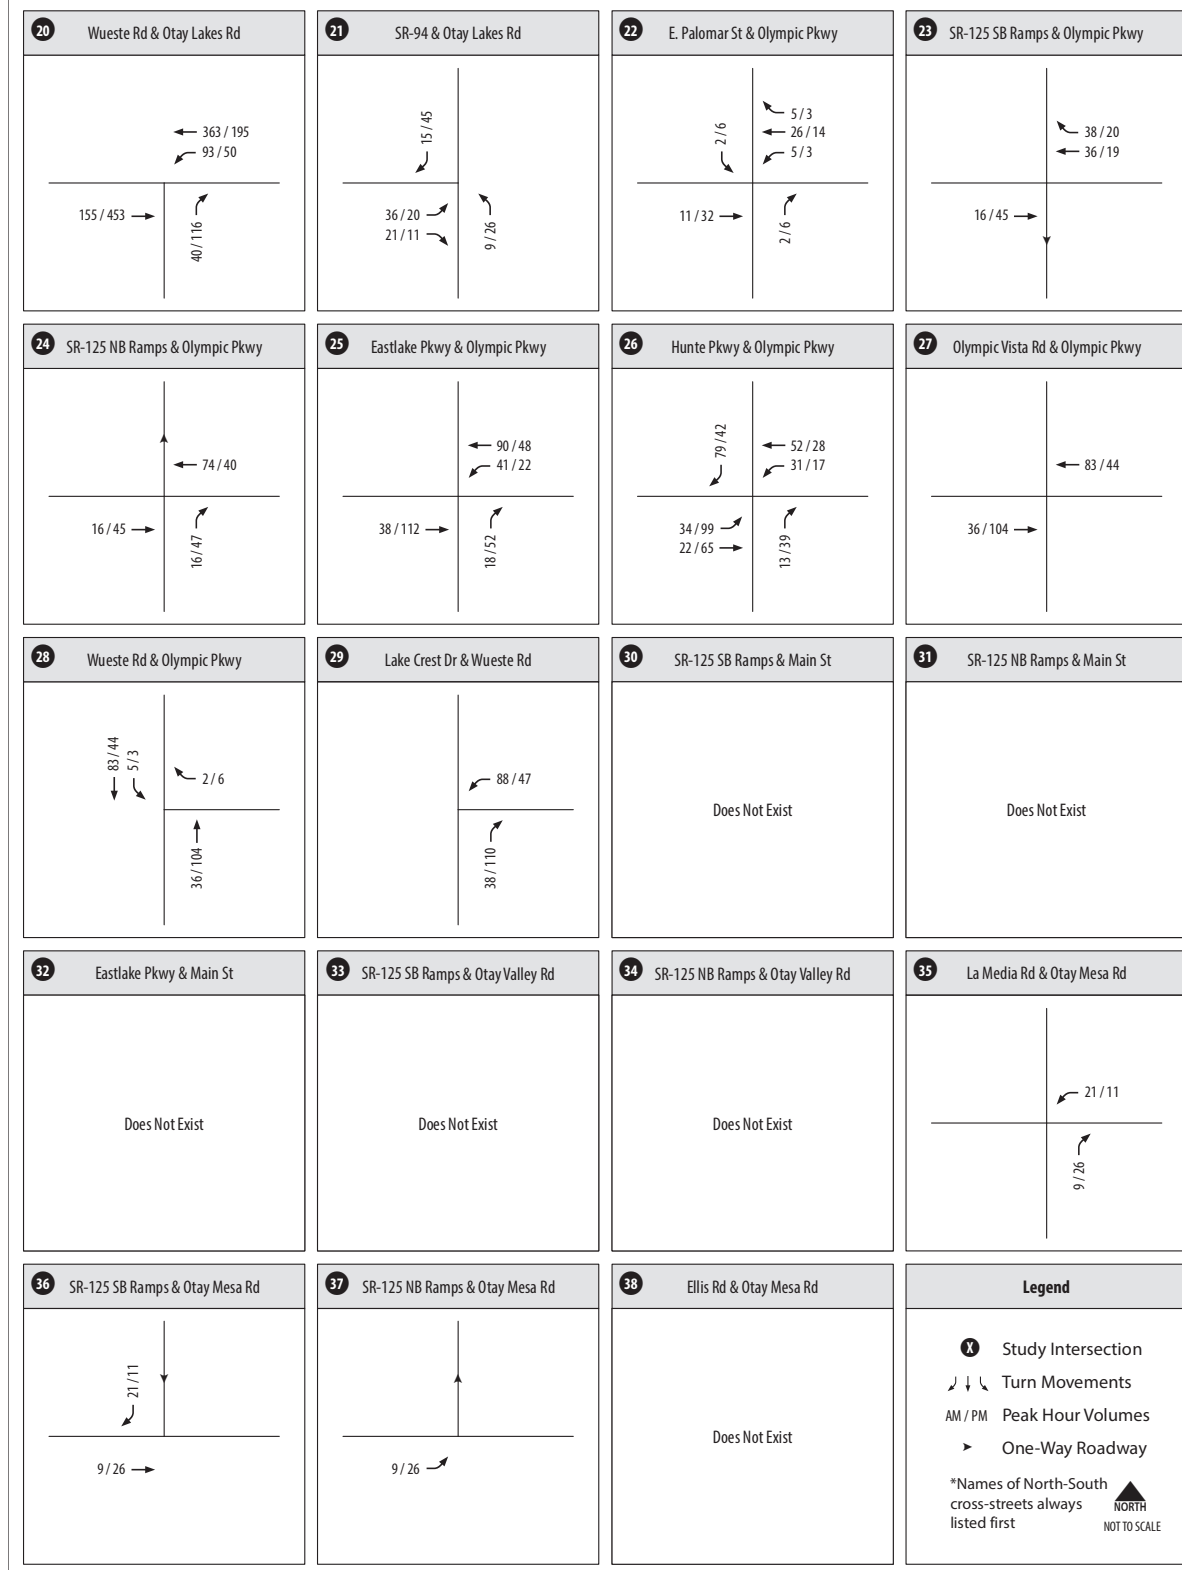 20 Wueste Rd & Otay Lakes Rd
363 / 195
93 / 50
155 / 453
40 / 116
21 SR-94 & Otay Lakes Rd
15 / 45
36 / 20
21 / 11
9 / 26
22 E. Palomar St & Olympic Pkwy
2 / 6
5 / 3
26 / 14
5 / 3
11 / 32
2 / 6
23 SR-125 SB Ramps & Olympic Pkwy
38 / 20
36 / 19
16 / 45
24 SR-125 NB Ramps & Olympic Pkwy
74 / 40
16 / 45
16 / 47
25 Eastlake Pkwy & Olympic Pkwy
90 / 48
41 / 22
38 / 112
18 / 52
26 Hunte Pkwy & Olympic Pkwy
79 / 42
52 / 28
31 / 17
34 / 99
22 / 65
13 / 39
27 Olympic Vista Rd & Olympic Pkwy
83 / 44
36 / 104
28 Wueste Rd & Olympic Pkwy
83 / 44
5 / 3
2 / 6
36 / 104
29 Lake Crest Dr & Wueste Rd
88 / 47
38 / 110
30 SR-125 SB Ramps & Main St
Does Not Exist
31 SR-125 NB Ramps & Main St
Does Not Exist
32 Eastlake Pkwy & Main St
Does Not Exist
33 SR-125 SB Ramps & Otay Valley Rd
Does Not Exist
34 SR-125 NB Ramps & Otay Valley Rd
Does Not Exist
35 La Media Rd & Otay Mesa Rd
21 / 11
9 / 26
36 SR-125 SB Ramps & Otay Mesa Rd
21 / 11
9 / 26
37 SR-125 NB Ramps & Otay Mesa Rd
9 / 26
38 Ellis Rd & Otay Mesa Rd
Does Not Exist
Legend
X Study Intersection
Turn Movements
AM / PM Peak Hour Volumes
One-Way Roadway
*Names of North-South
cross-streets always
listed first
NORTH
NOT TO SCALE